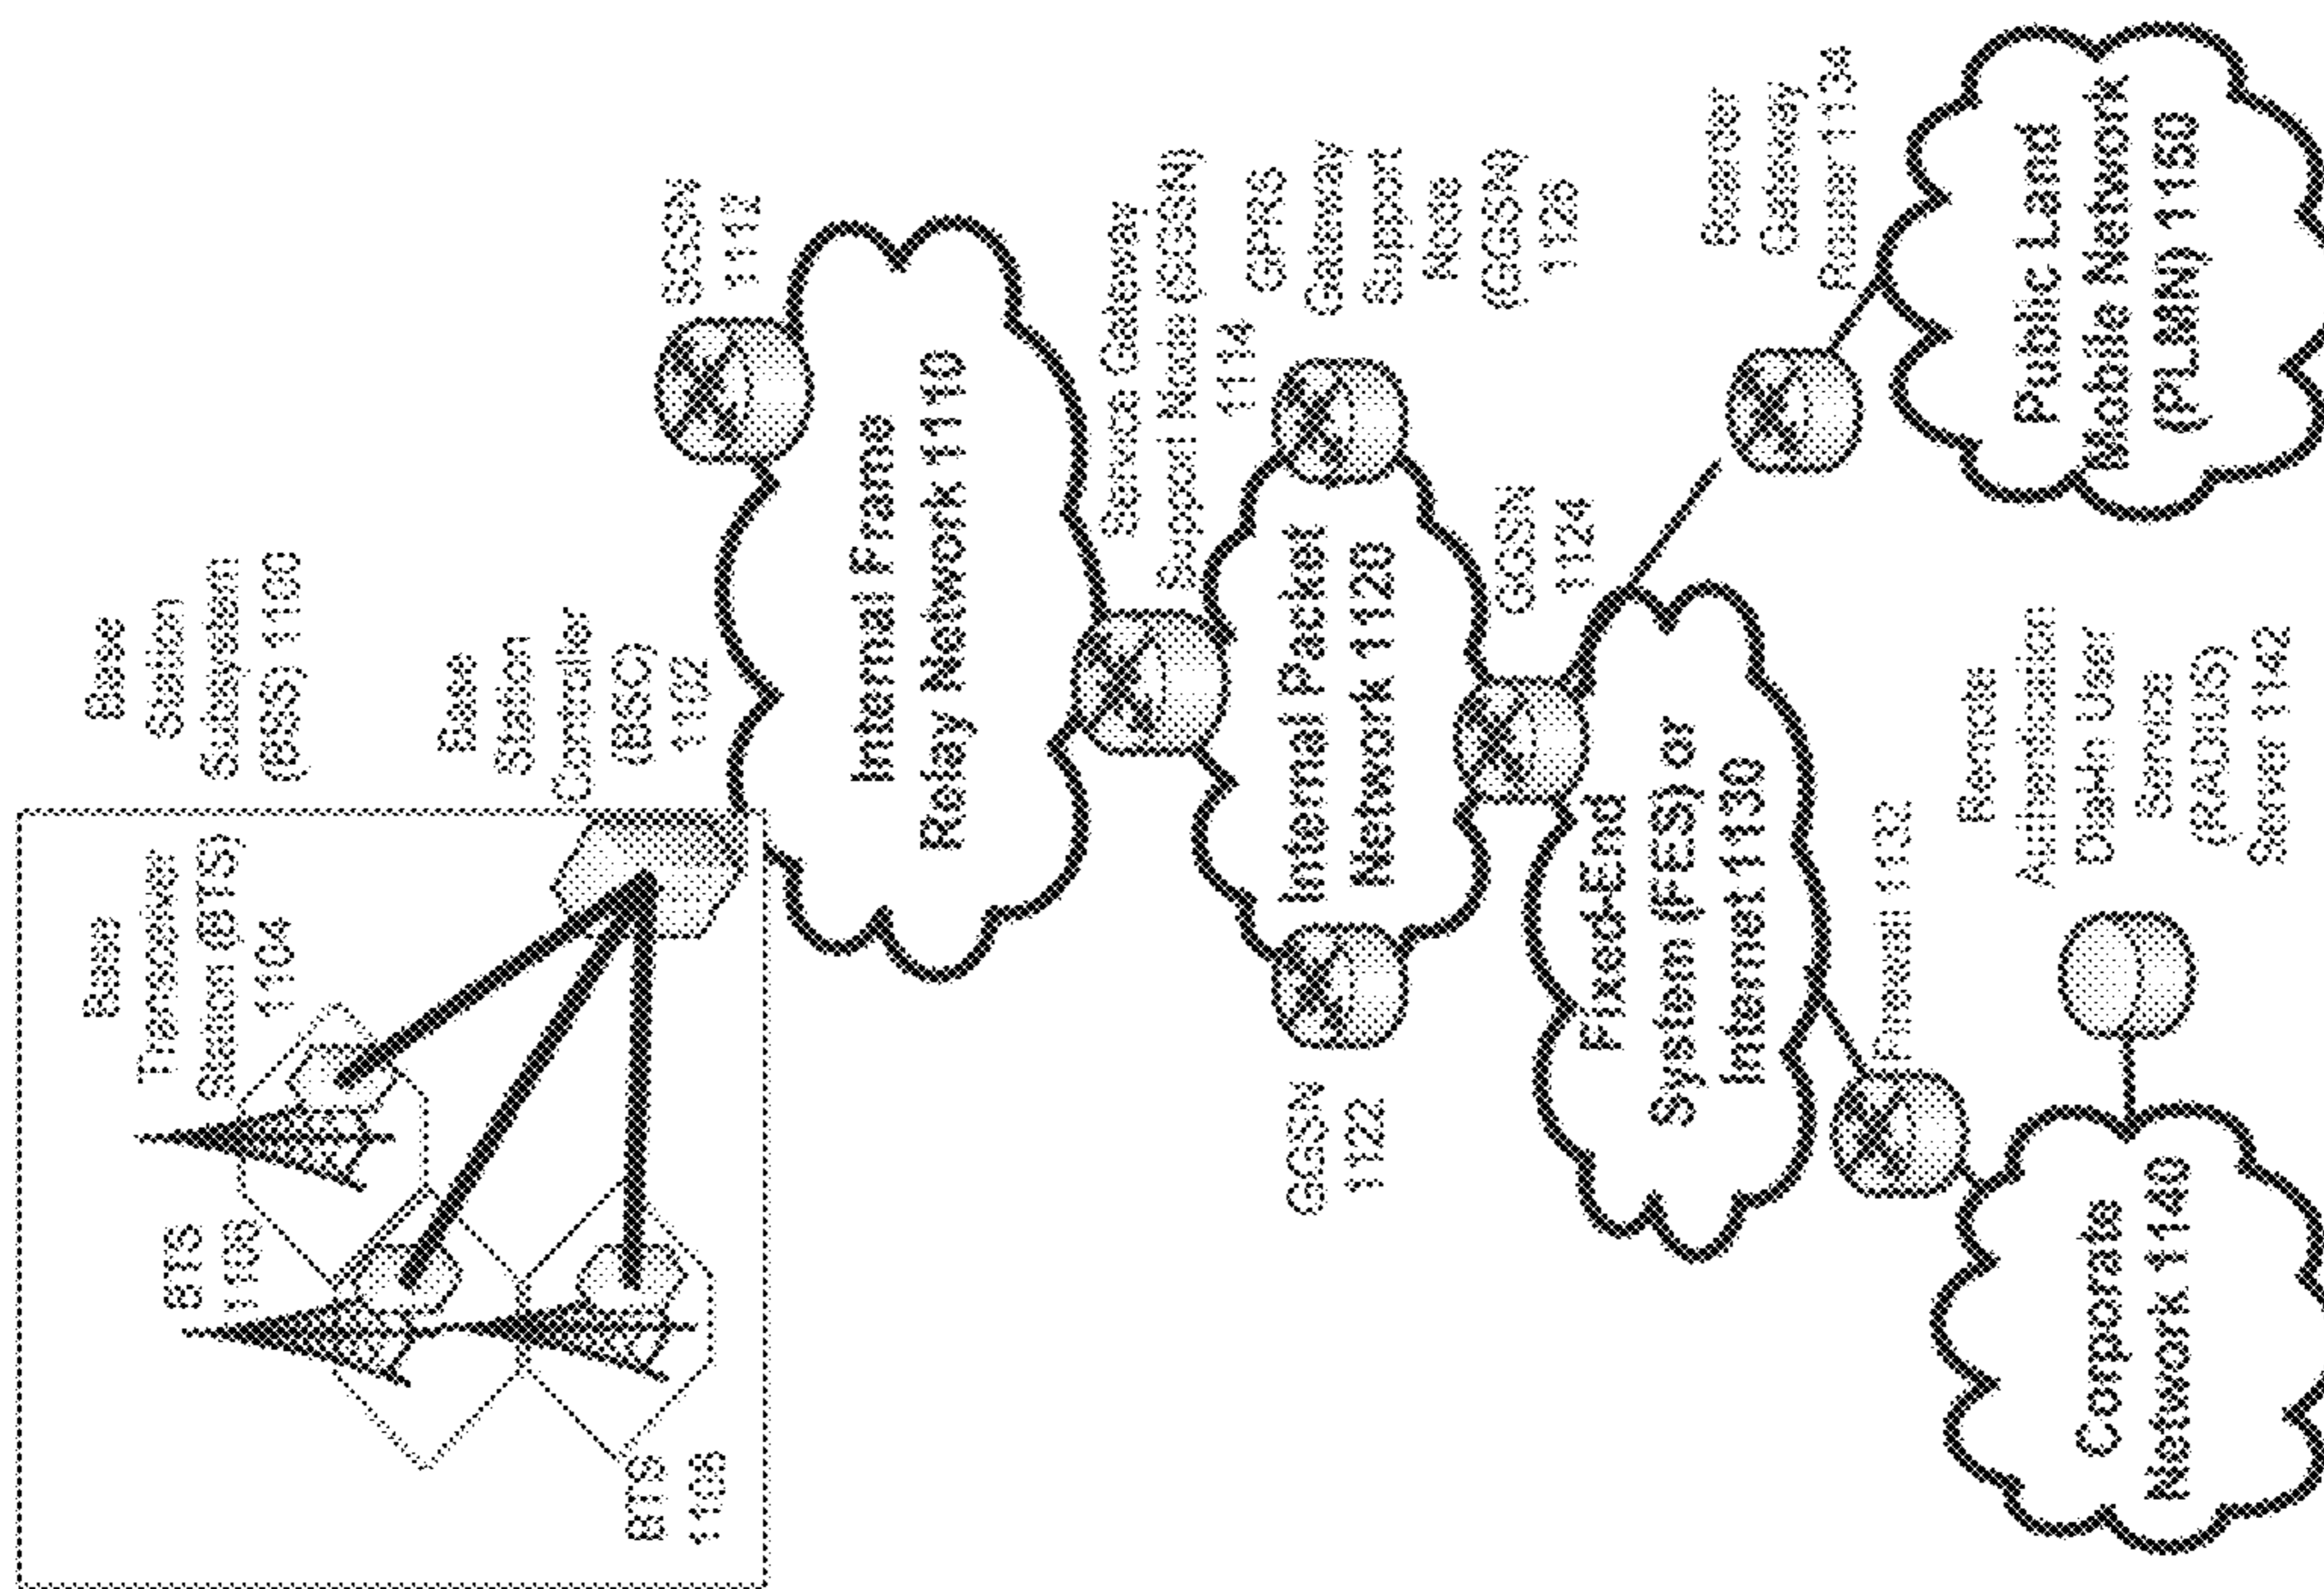 Base
Station
Subsystem
(BSS) 1100
Base
Transceiver
Station (BTS)
1104
BTS
1106
BTS
1108
Base
Station
Controller
(BSC)
1102
SGSN
1112
Internal Frame
Relay Network 1110
Service Gateway
Support Node (SGSN)
1114
GPRS
Gateway
Support
Node
(GGSN)
1126
Internal Packet
Network 1120
GGSN
1122
GGSN
1124
Fixed-End
System (FES) or
Internet 1130
Firewall 1132
Border
Gateway
Router 1134
Public Land
Mobile Network
(PLMN) 1150
Remote
Authentication
Dial-In User
Service
(RADIUS)
Server 1142
Corporate
Network 1140